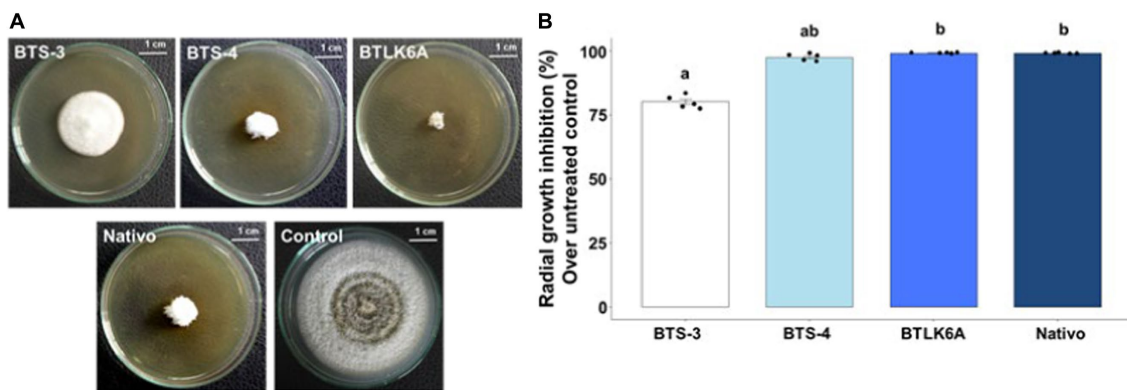 A
BTS-3
1 cm
BTS-4
1 cm
BTLK6A
1 cm
Nativo
1 cm
Control
1 cm
B
Radial growth inhibition (%)
Over untreated control
100
75
50
25
0
a
ab
b
b
BTS-3
BTS-4
BTLK6A
Nativo